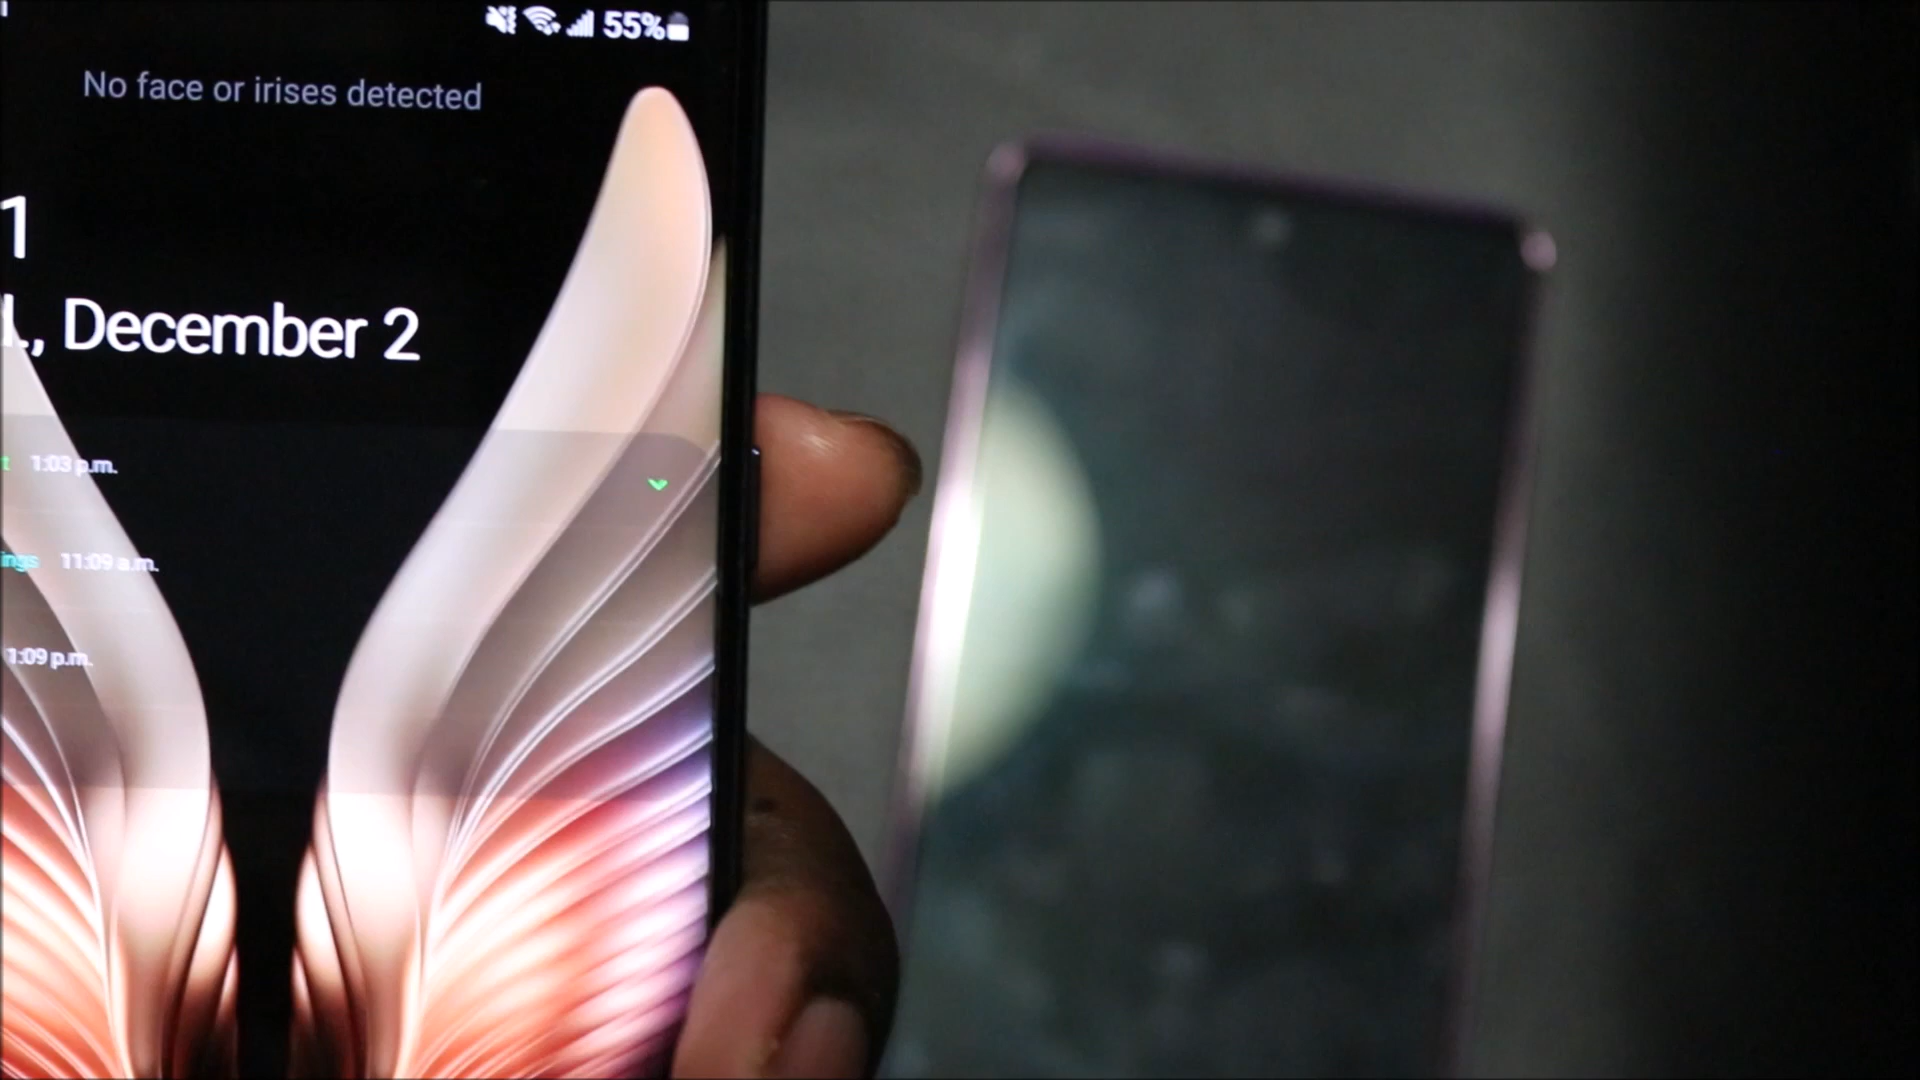 55%
No face or irises detected
1
December 2
1:03 p.m.
11:09 a.m.
1:09 p.m.